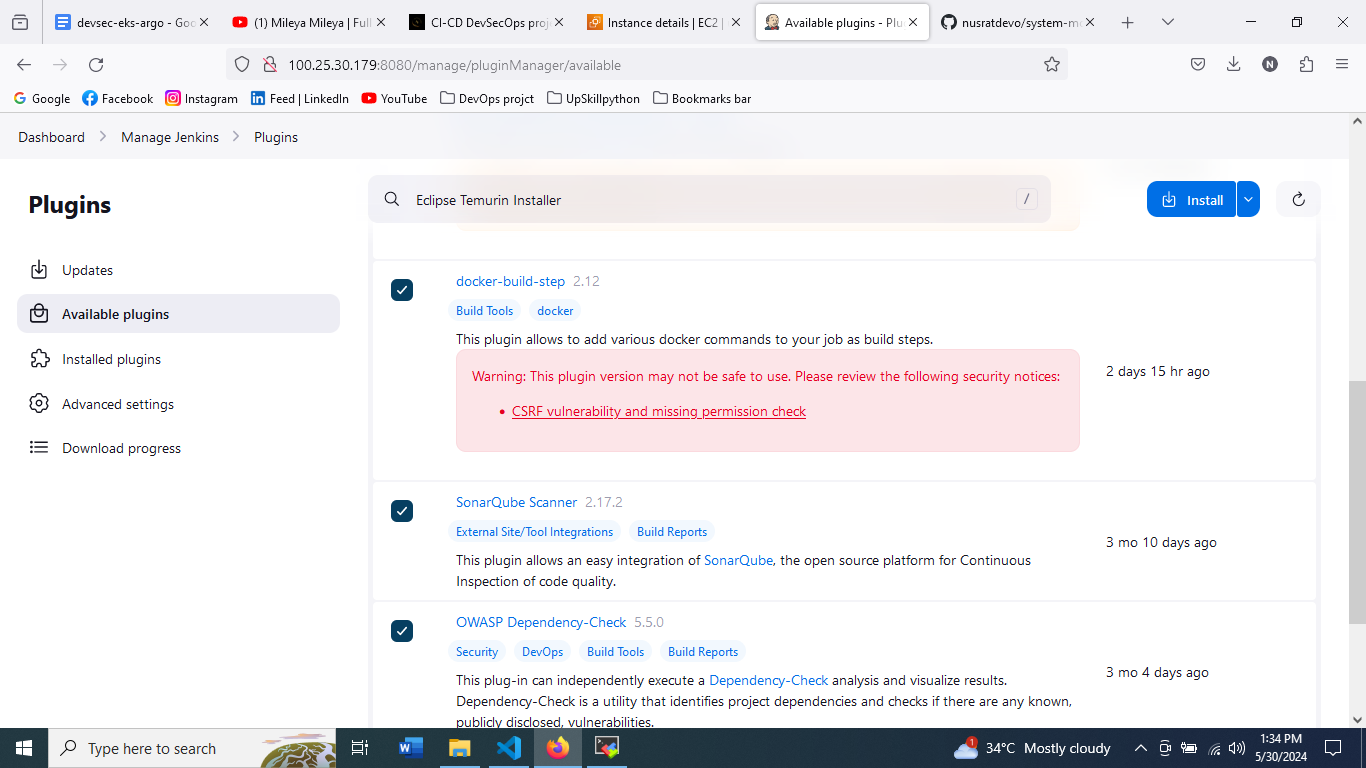 devsec-eks-argo - Goo
(1) Mileya Mileya | Full
CI-CD DevSecOps proj
Instance details | EC2 |
Available plugins - Plu
nusratdevo/system-mo
100.25.30.179:8080/manage/pluginManager/available
N
Google
Facebook
Instagram
Feed | LinkedIn
YouTube
DevOps projct
UpSkillpython
Bookmarks bar
Dashboard
Manage Jenkins
Plugins
Plugins
Eclipse Temurin Installer
/
Install
Updates
Available plugins
Installed plugins
Advanced settings
Download progress
docker-build-step 2.12
Build Tools docker
This plugin allows to add various docker commands to your job as build steps.
Warning: This plugin version may not be safe to use. Please review the following security notices:
• CSRF vulnerability and missing permission check
2 days 15 hr ago
SonarQube Scanner 2.17.2
External Site/Tool Integrations Build Reports
This plugin allows an easy integration of SonarQube, the open source platform for Continuous
Inspection of code quality.
3 mo 10 days ago
OWASP Dependency-Check 5.5.0
Security DevOps Build Tools Build Reports
This plug-in can independently execute a Dependency-Check analysis and visualize results.
Dependency-Check is a utility that identifies project dependencies and checks if there are any known,
publicly disclosed, vulnerabilities.
3 mo 4 days ago
Type here to search
1
34°C Mostly cloudy
1:34 PM
5/30/2024